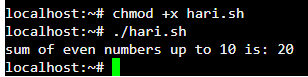 localhost:~# chmod +x hari.sh
localhost:~# ./hari.sh
sum of even numbers up to 10 is: 20
localhost:~#